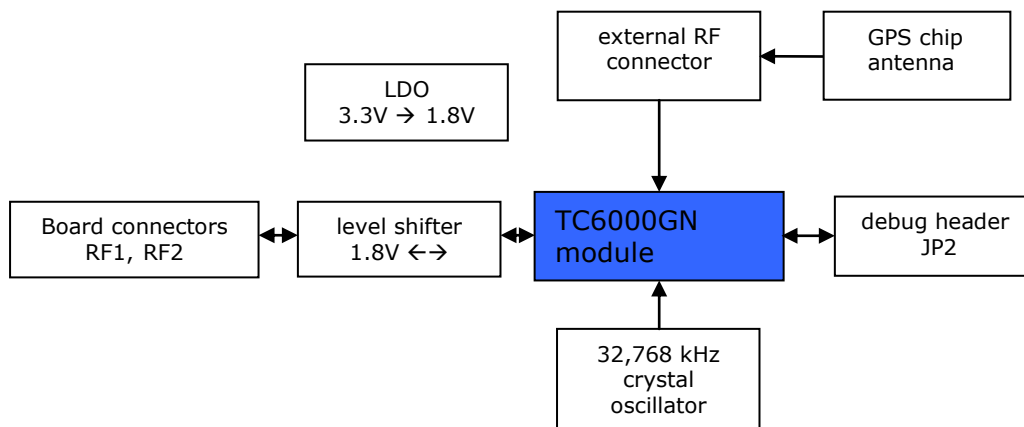 external RF
connector
GPS chip
antenna
LDO
3.3V → 1.8V
Board connectors
RF1, RF2
level shifter
1.8V ←→
TC6000GN
module
debug header
JP2
32,768 kHz
crystal
oscillator